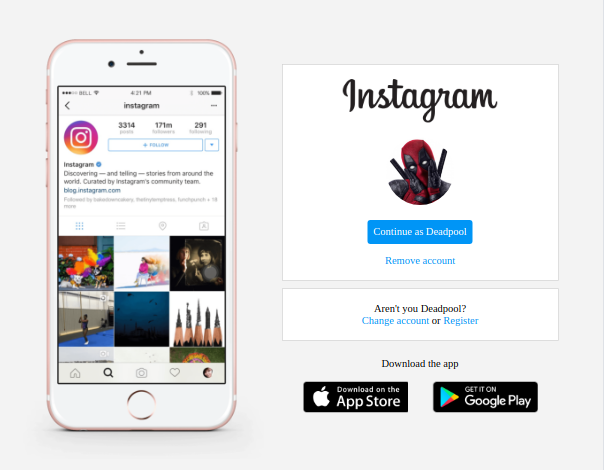 BELL
4:21 PM
100%
instagram
3314
posts
171m
followers
291
following
+ FOLLOW
Instagram
Discovering — and telling — stories from around the
world. Curated by Instagram's community team.
blog.instagram.com
Followed by bakedownbakery, thetinytemptress, lunchpunch + 18
more
Instagram
Continue as Deadpool
Remove account
Aren't you Deadpool?
Change account or Register
Download the app
Download on the
App Store
GET IT ON
Google Play